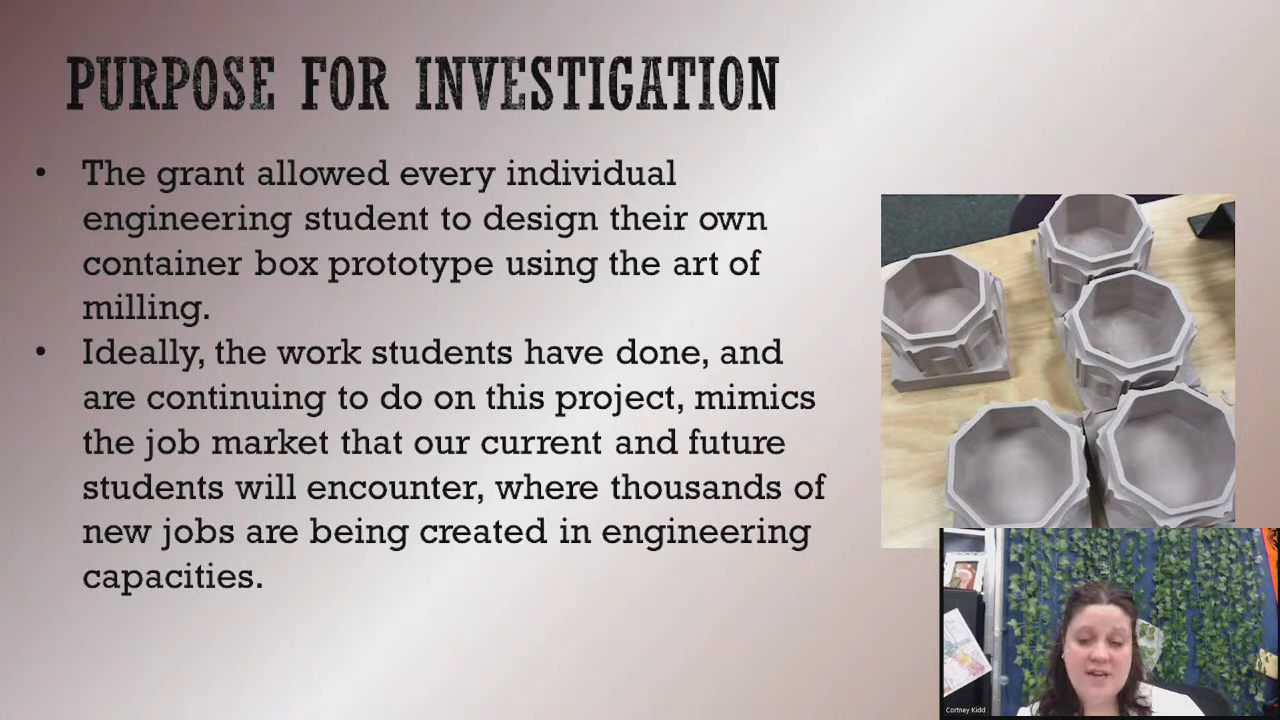 PURPOSE FOR INVESTIGATION
• The grant allowed every individual
engineering student to design their own
container box prototype using the art of
milling.
• Ideally, the work students have done, and
are continuing to do on this project, mimics
the job market that our current and future
students will encounter, where thousands of
new jobs are being created in engineering
capacities.
Cortney Kidd